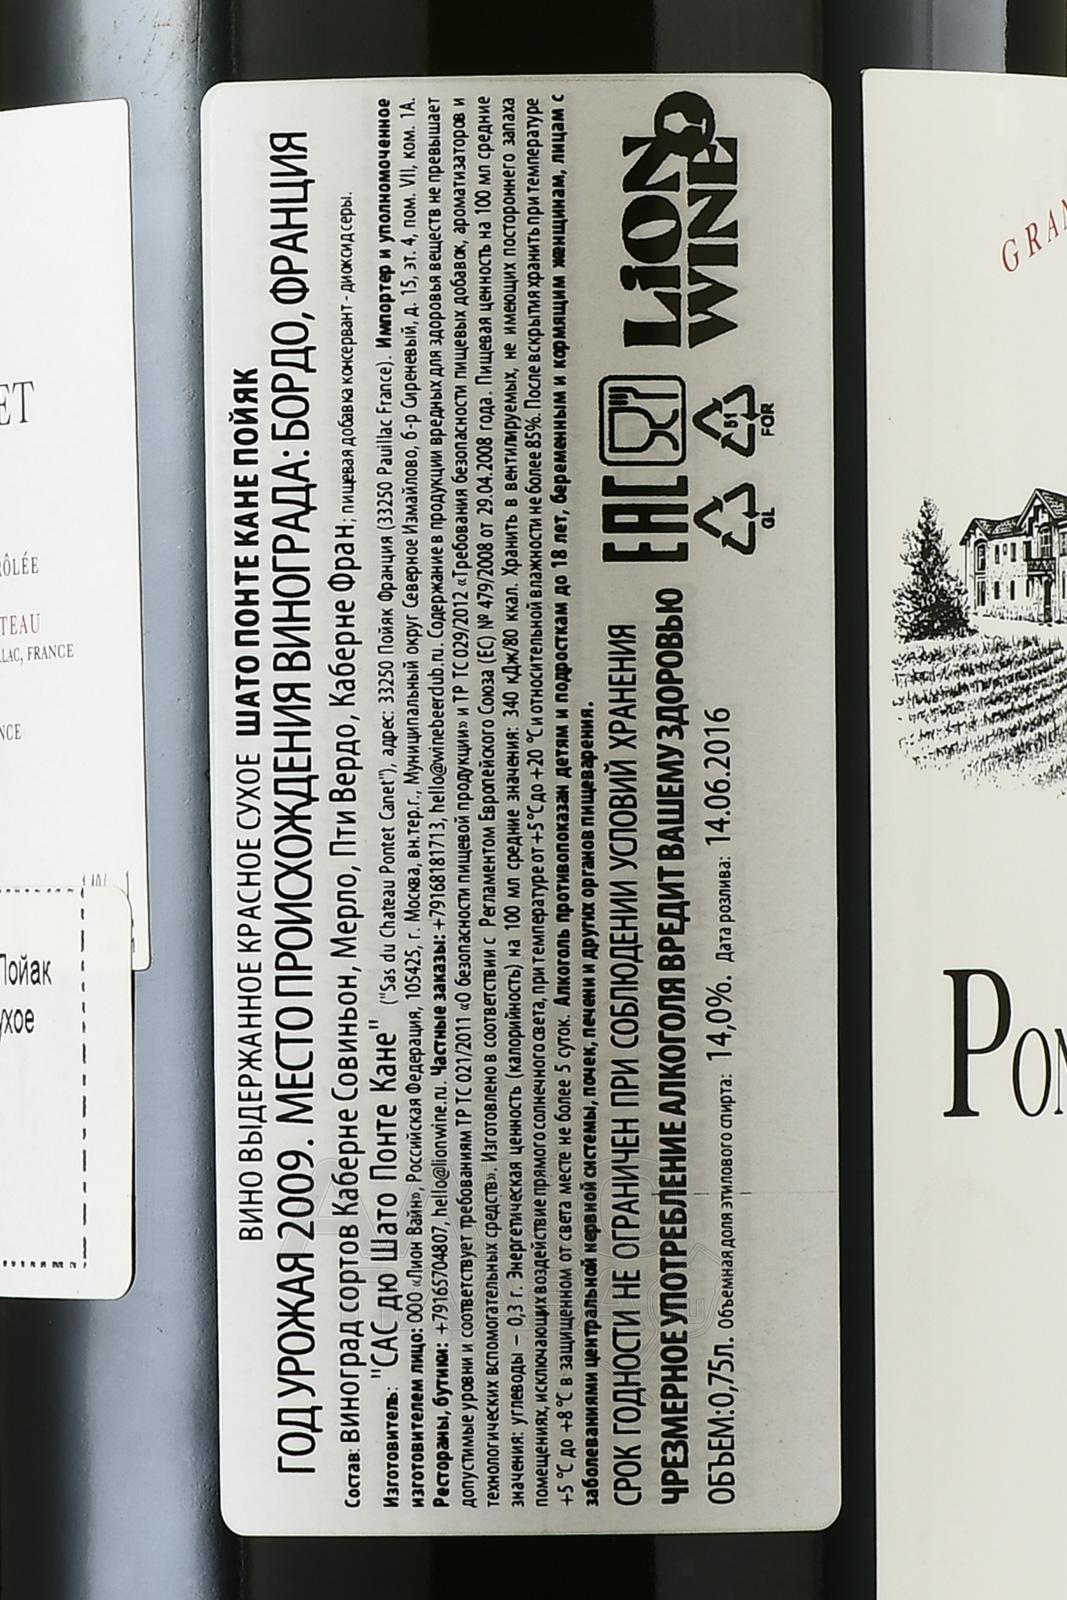 ВИНО ВЫДЕРЖАННОЕ КРАСНОЕ СУХОЕ ШАТО ПОНТЕ КАНЕ ПОЙЯК
ГОД УРОЖАЯ 2009. МЕСТО ПРОИСХОЖДЕНИЯ ВИНОГРАДА: БОРДО, ФРАНЦИЯ
Состав: виноград сортов Каберне Совиньон, Мерло, Пти Вердо, Каберне Фран; пищевая добавка консервант - диоксид серы.
Изготовитель: "САС дю Шато Понте Кане" ("Sas du Chateau Pontet Canet"), адрес: 33250 Пойяк Франция (33250 Pauillac France). Импортер и уполномоченное
изготовителем лицо: ООО «Лион Вайн», Российская Федерация, 105425, г. Москва, вн.тер.г., Муниципальный округ Северное Измайлово, б-р Сиреневый, д. 15, эт. 4, пом. VII, ком. 1А.
Рестораны, бутики: +79165704807, hello@lionwine.ru. Частные заказы: +79168181713, hello@winebeerclub.ru. Содержание в продукции вредных для здоровья веществ не превышает
допустимые уровни и соответствует требованиям ТР ТС 021/2011 «О безопасности пищевой продукции» и ТР ТС 029/2012 «Требования безопасности пищевых добавок, ароматизаторов и
технологических вспомогательных средств». Изготовлено в соответствии с Регламентом Европейского Союза (ЕС) № 479/2008 от 29.04.2008 года. Пищевая ценность на 100 мл средние
значения: углеводы – 0,3 г. Энергетическая ценность (калорийность) на 100 мл средние значения: 340 кДж/80 ккал. Хранить в вентилируемых, не имеющих постороннего запаха
помещениях, исключающих воздействие прямого солнечного света, при температуре от +5 °С до +20 °С и относительной влажности не более 85%. После вскрытия хранить при температуре
+5 °С до +8 °С в защищенном от света месте не более 5 суток. Алкоголь противопоказан детям и подросткам до 18 лет, беременным и кормящим женщинам, лицам с
заболеваниями центральной нервной системы, почек, печени и других органов пищеварения.
СРОК ГОДНОСТИ НЕ ОГРАНИЧЕН ПРИ СОБЛЮДЕНИИ УСЛОВИЙ ХРАНЕНИЯ
ЧРЕЗМЕРНОЕ УПОТРЕБЛЕНИЕ АЛКОГОЛЯ ВРЕДИТ ВАШЕМУ ЗДОРОВЬЮ
ОБЪЕМ: 0,75л. Объемная доля этилового спирта: 14,0%. Дата розлива: 14.06.2016
EAC
GL
51
FOR
LiON
WINE
ET
ÔLÉE
TEAU
LAC, FRANCE
NCE
Пойак
ухое
GRAN
PON